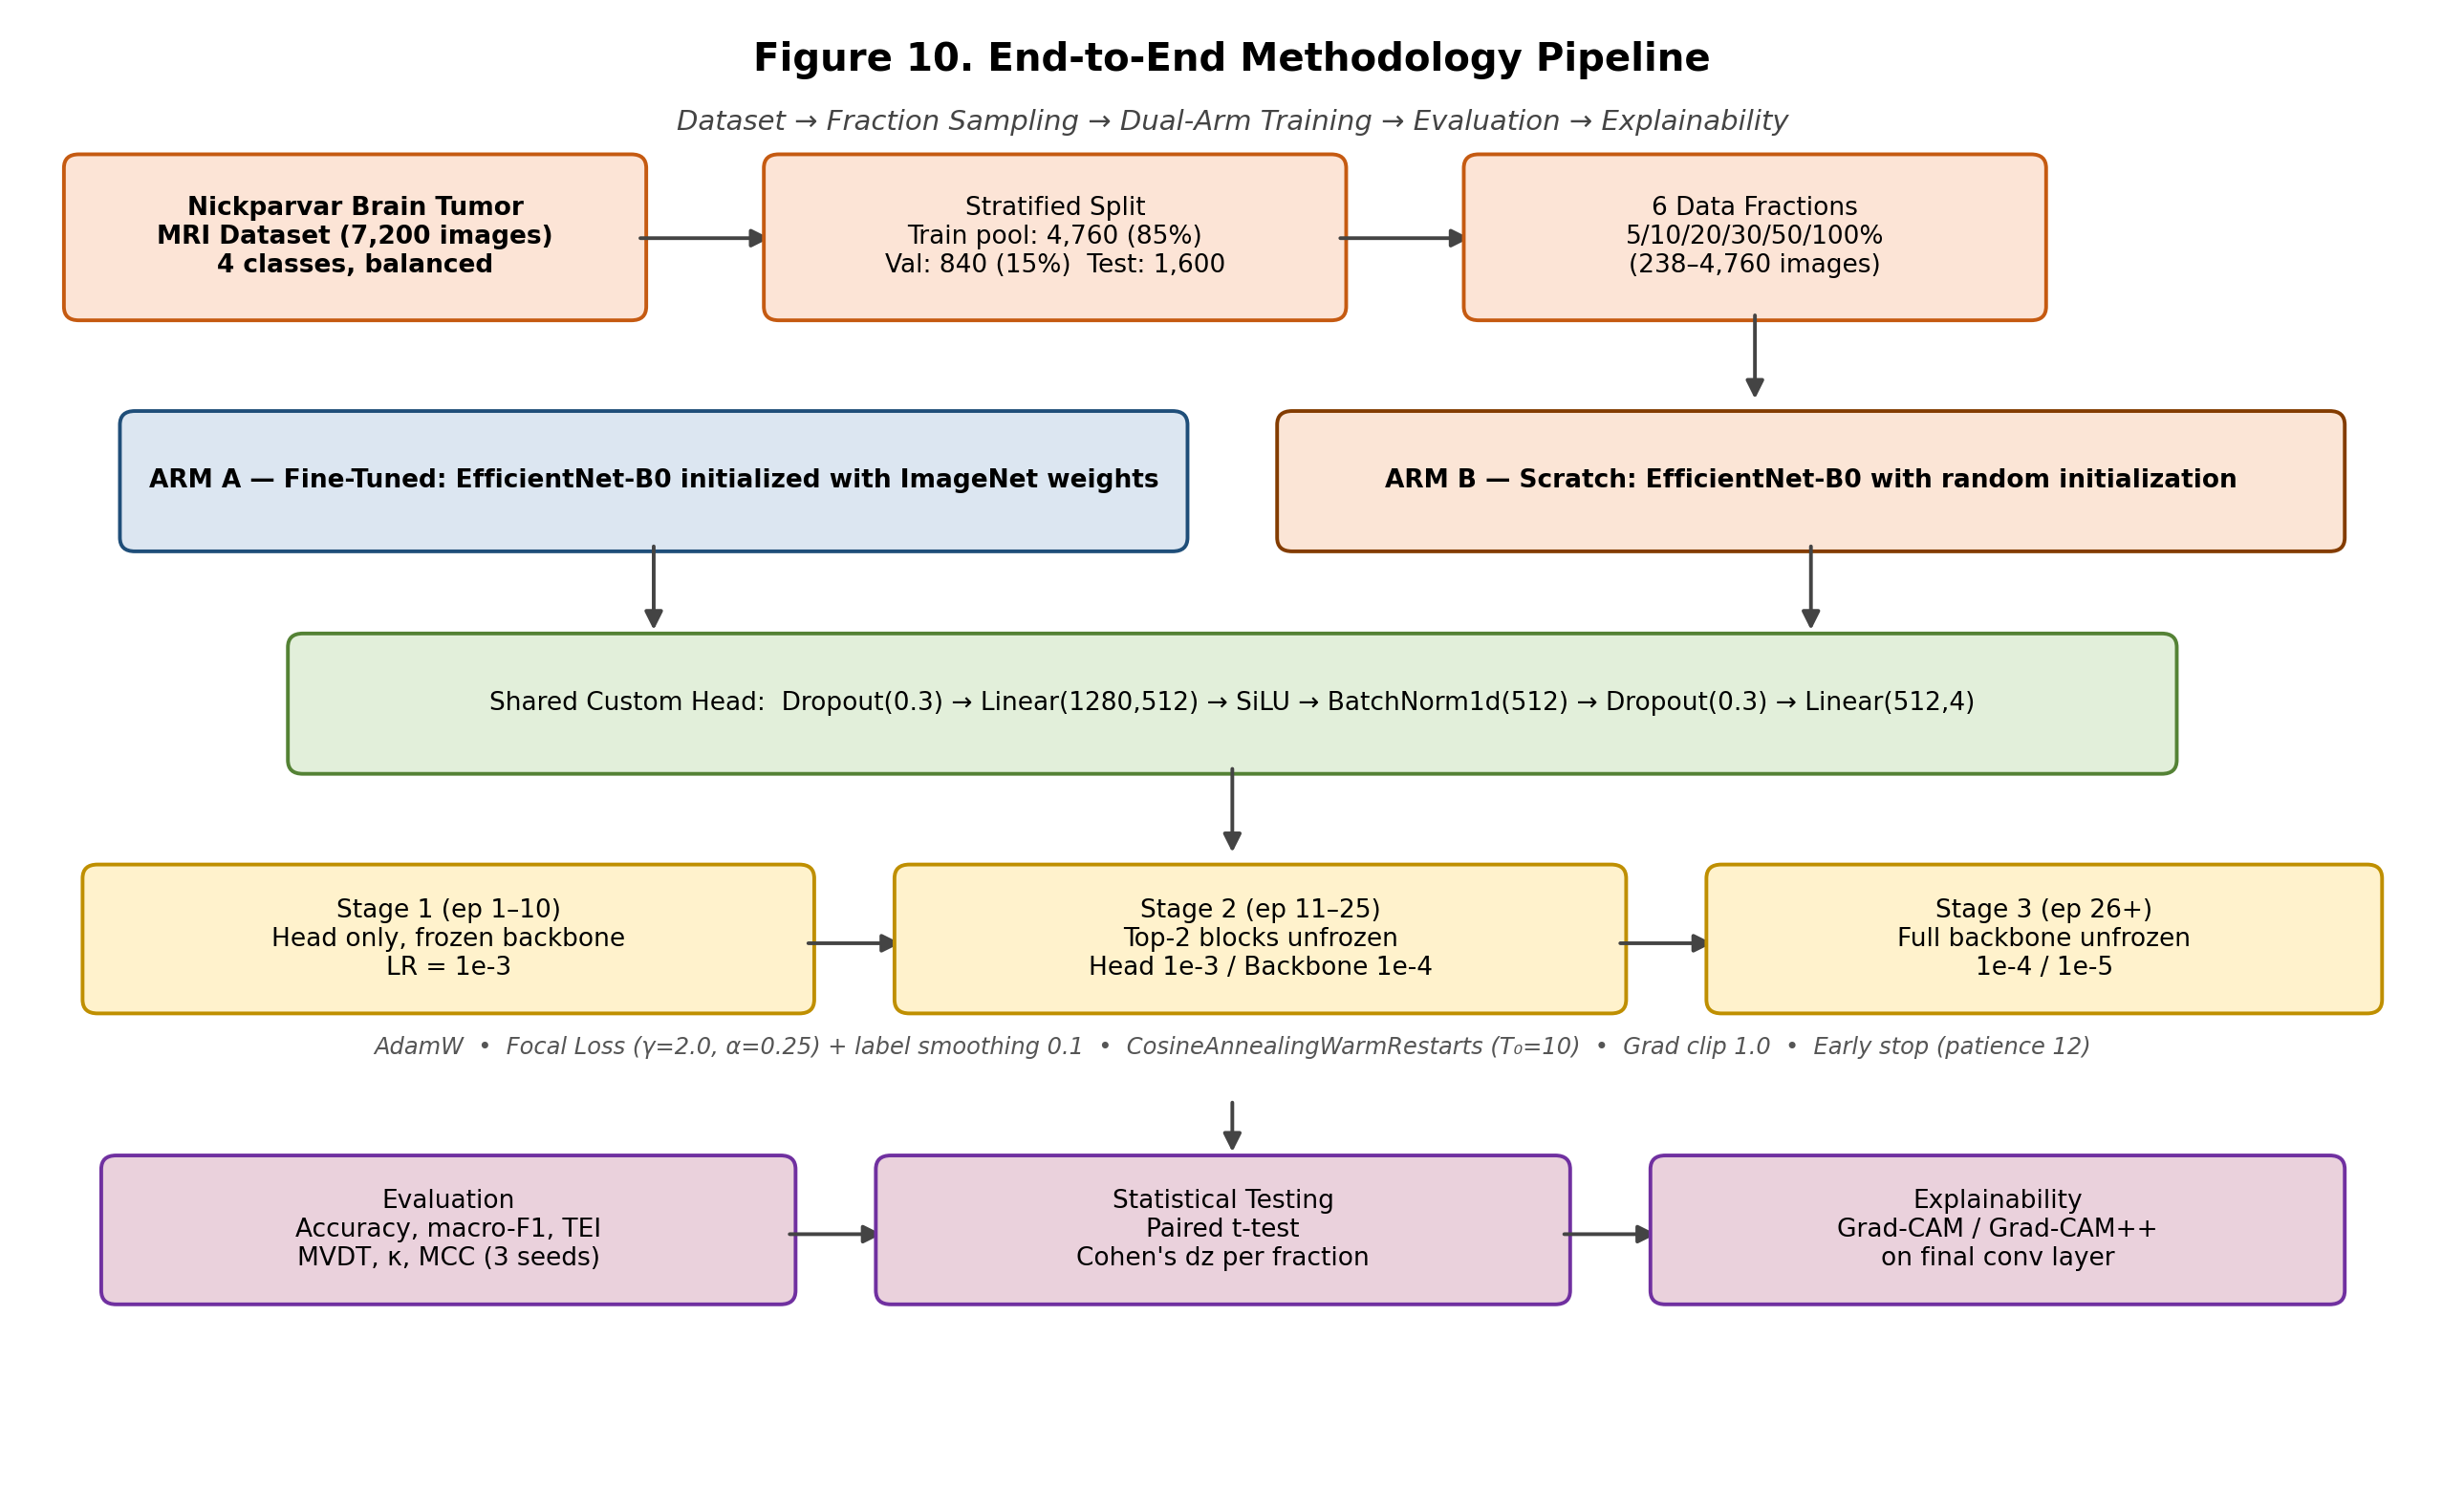 Figure 10. End-to-End Methodology Pipeline
Dataset → Fraction Sampling → Dual-Arm Training → Evaluation → Explainability
Nickparvar Brain Tumor
MRI Dataset (7,200 images)
4 classes, balanced
Stratified Split
Train pool: 4,760 (85%)
Val: 840 (15%)  Test: 1,600
6 Data Fractions
5/10/20/30/50/100%
(238–4,760 images)
ARM A — Fine-Tuned: EfficientNet-B0 initialized with ImageNet weights
ARM B — Scratch: EfficientNet-B0 with random initialization
Shared Custom Head:  Dropout(0.3) → Linear(1280,512) → SiLU → BatchNorm1d(512) → Dropout(0.3) → Linear(512,4)
Stage 1 (ep 1–10)
Head only, frozen backbone
LR = 1e-3
Stage 2 (ep 11–25)
Top-2 blocks unfrozen
Head 1e-3 / Backbone 1e-4
Stage 3 (ep 26+)
Full backbone unfrozen
1e-4 / 1e-5
AdamW  •  Focal Loss (γ=2.0, α=0.25) + label smoothing 0.1  •  CosineAnnealingWarmRestarts (T₀=10)  •  Grad clip 1.0  •  Early stop (patience 12)
Evaluation
Accuracy, macro-F1, TEI
MVDT, κ, MCC (3 seeds)
Statistical Testing
Paired t-test
Cohen's dz per fraction
Explainability
Grad-CAM / Grad-CAM++
on final conv layer